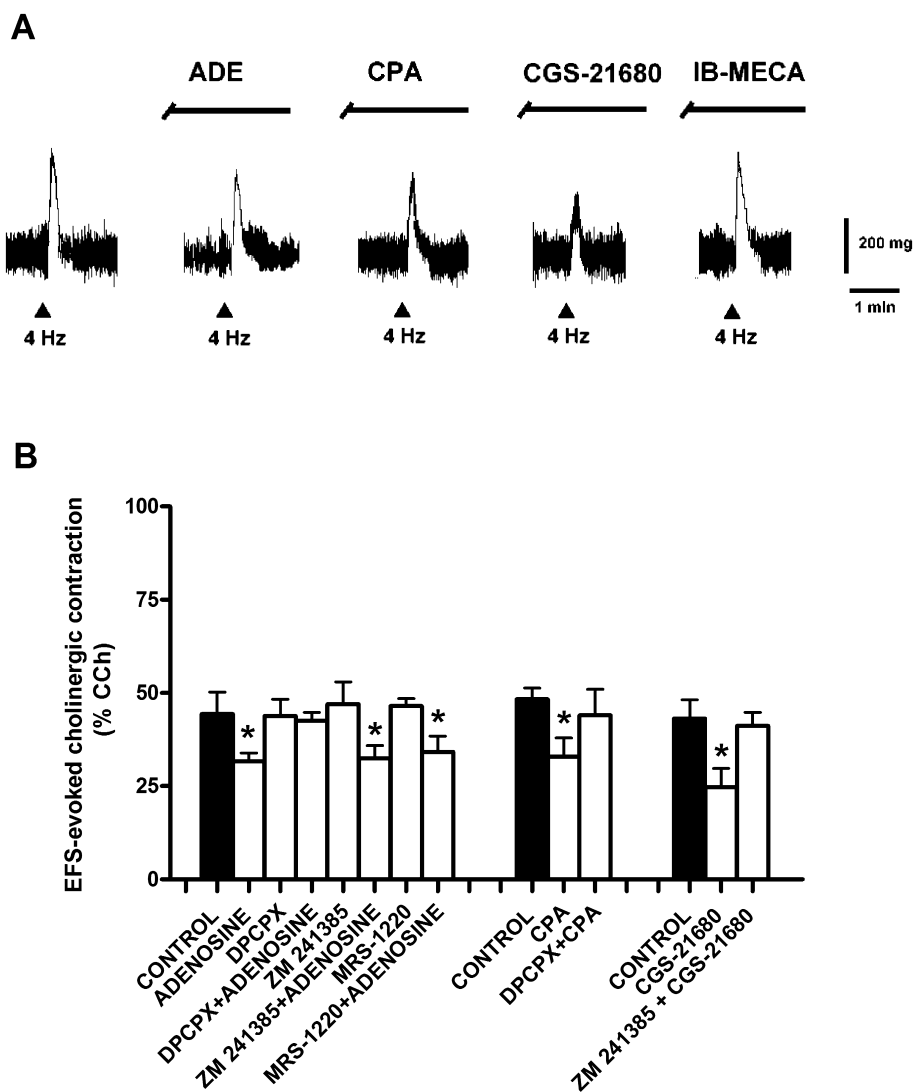 A
ADE
CPA
CGS-21680
IB-MECA
200 mg
1 min
4 Hz
4 Hz
4 Hz
4 Hz
4 Hz
B
EFS-evoked cholinergic contraction
(% CCh)
100
75
50
25
0
*
*
*
*
*
CONTROL
ADENOSINE
DPCPX
DPCPX+ADENOSINE
ZM 241385
ZM 241385+ADENOSINE
MRS-1220
MRS-1220+ADENOSINE
CONTROL
CPA
DPCPX+CPA
CONTROL
CGS-21680
ZM 241385 + CGS-21680